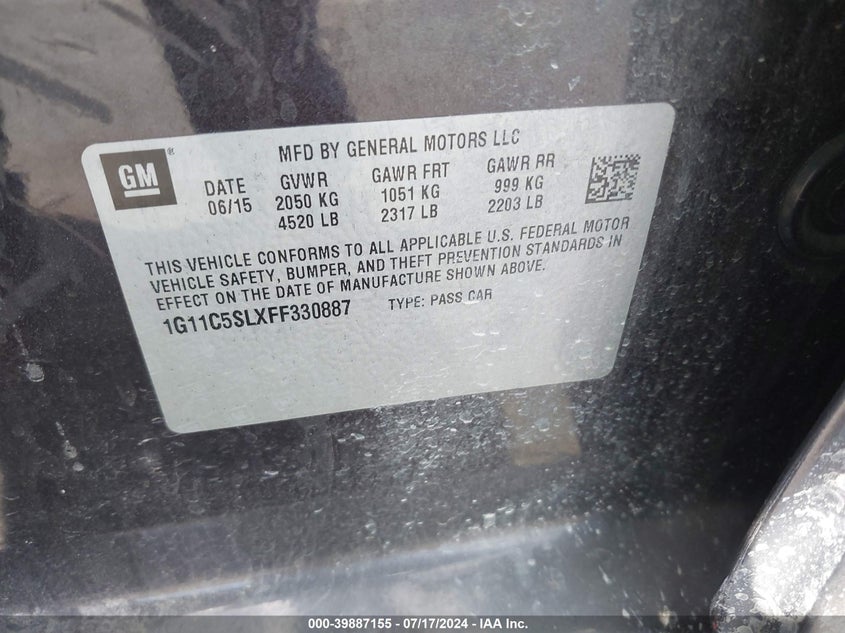 GM
®
MFD BY GENERAL MOTORS LLC
DATE GVWR GAWR FRT GAWR RR
06/15 2050 KG 1051 KG 999 KG
4520 LB 2317 LB 2203 LB
THIS VEHICLE CONFORMS TO ALL APPLICABLE U.S. FEDERAL MOTOR
VEHICLE SAFETY, BUMPER, AND THEFT PREVENTION STANDARDS IN
EFFECT ON THE DATE OF MANUFACTURE SHOWN ABOVE.
1G11C5SLXFF330887 TYPE: PASS CAR
000-39887155 - 07/17/2024 - IAA Inc.